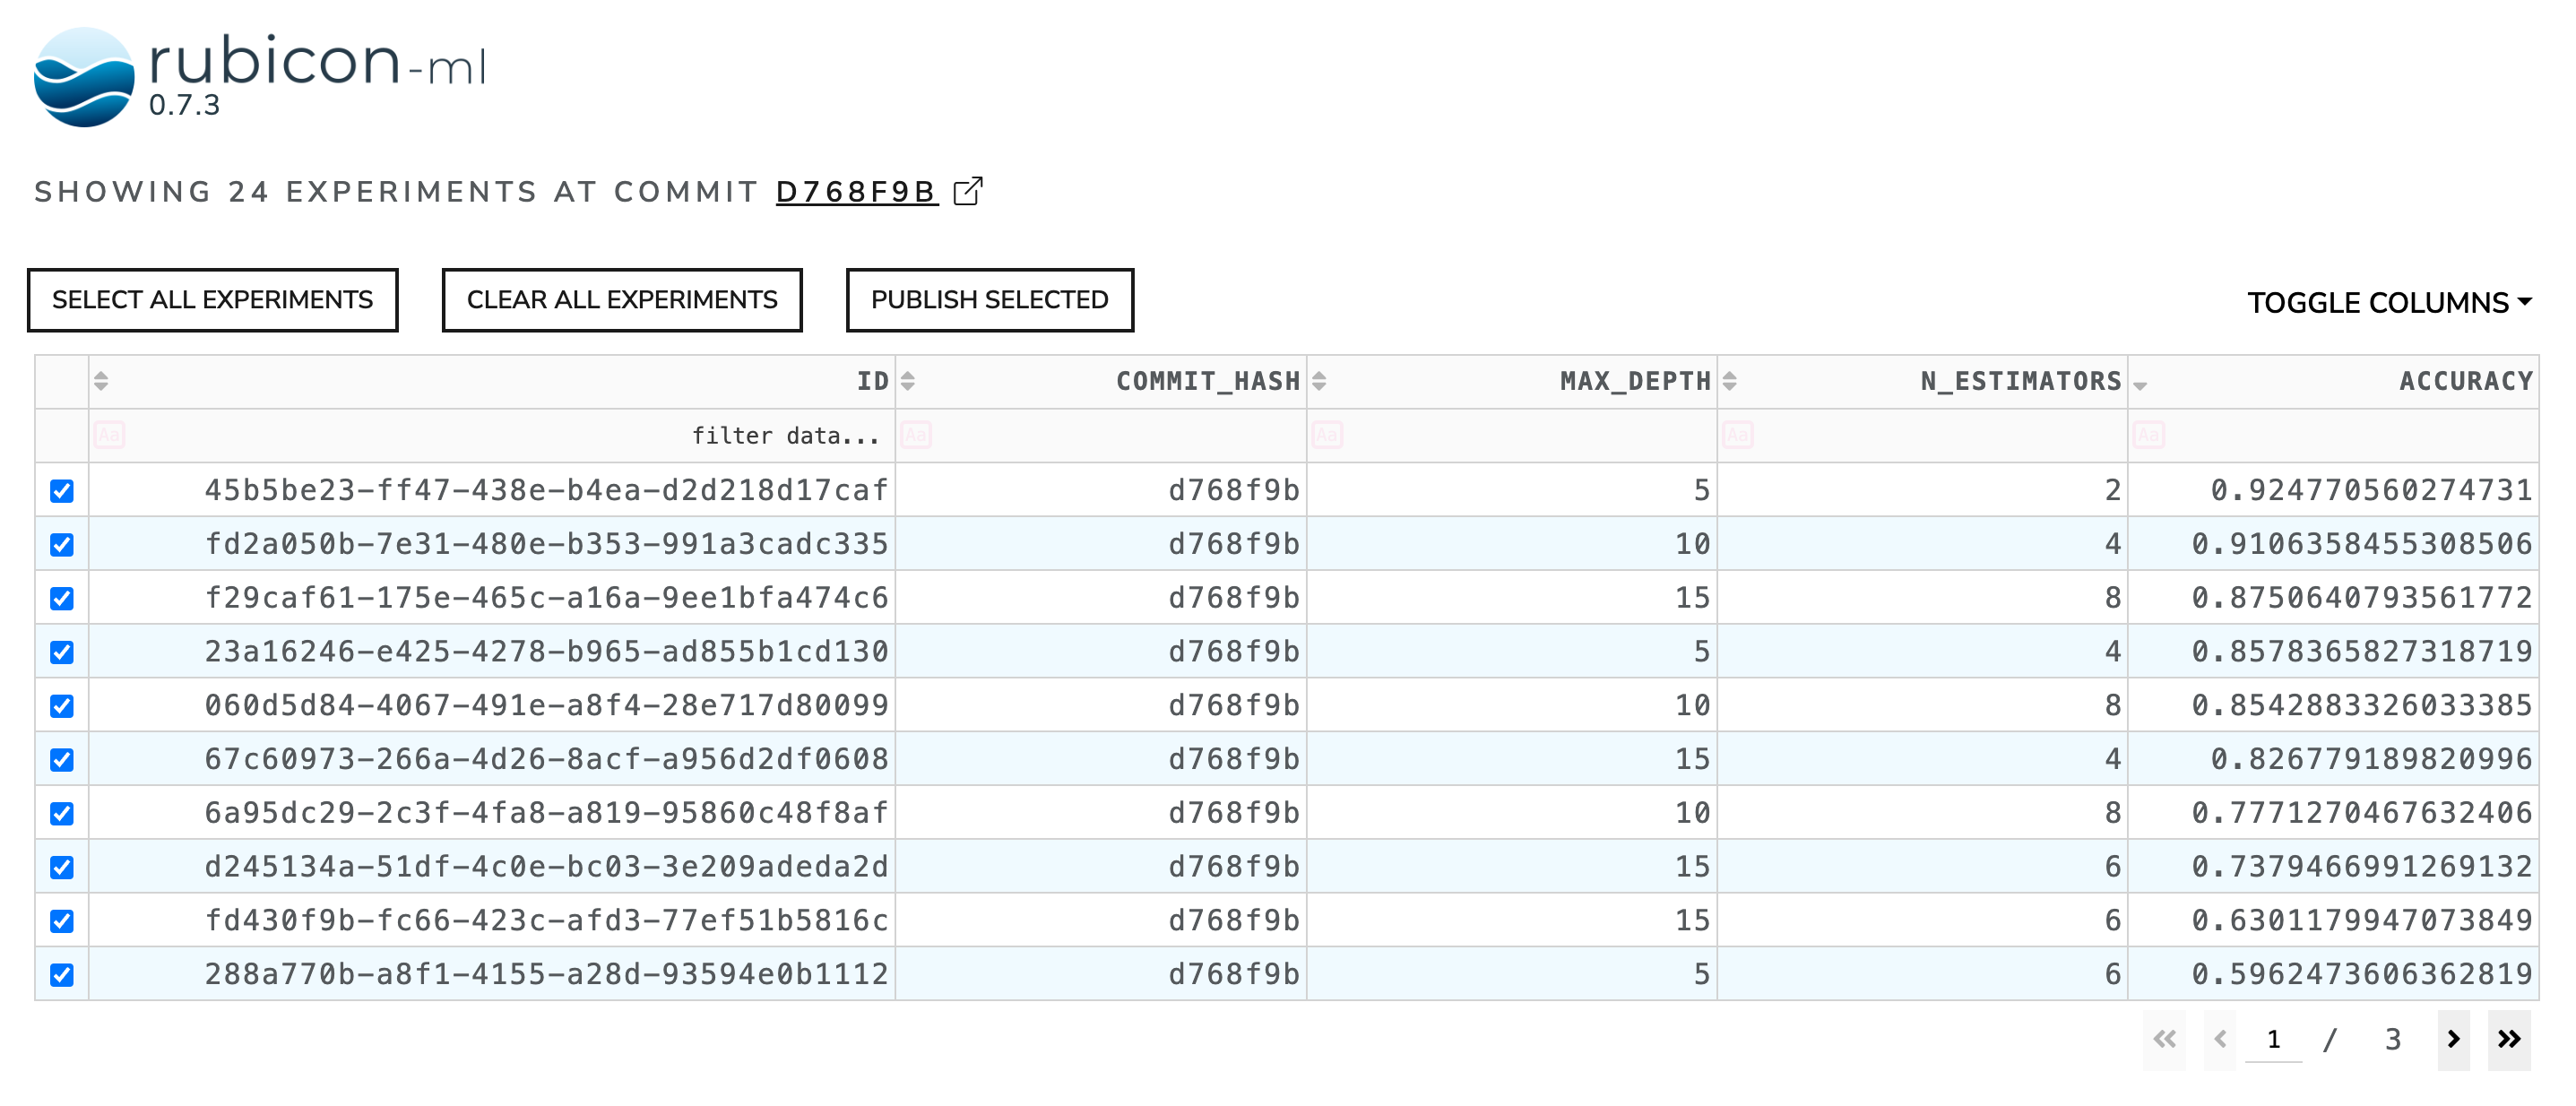 rubicon-ml
0.7.3
SHOWING 24 EXPERIMENTS AT COMMIT D768F9B
SELECT ALL EXPERIMENTS CLEAR ALL EXPERIMENTS PUBLISH SELECTED TOGGLE COLUMNS
ID COMMIT_HASH MAX_DEPTH N_ESTIMATORS ACCURACY
Aa filter data... Aa Aa Aa Aa
45b5be23-ff47-438e-b4ea-d2d218d17caf d768f9b 5 2 0.924770560274731
fd2a050b-7e31-480e-b353-991a3cadc335 d768f9b 10 4 0.9106358455308506
f29caf61-175e-465c-a16a-9ee1bfa474c6 d768f9b 15 8 0.8750640793561772
23a16246-e425-4278-b965-ad855b1cd130 d768f9b 5 4 0.8578365827318719
060d5d84-4067-491e-a8f4-28e717d80099 d768f9b 10 8 0.8542883326033385
67c60973-266a-4d26-8acf-a956d2df0608 d768f9b 15 4 0.826779189820996
6a95dc29-2c3f-4fa8-a819-95860c48f8af d768f9b 10 8 0.7771270467632406
d245134a-51df-4c0e-bc03-3e209adeda2d d768f9b 15 6 0.7379466991269132
fd430f9b-fc66-423c-afd3-77ef51b5816c d768f9b 15 6 0.6301179947073849
288a770b-a8f1-4155-a28d-93594e0b1112 d768f9b 5 6 0.5962473606362819
1 / 3